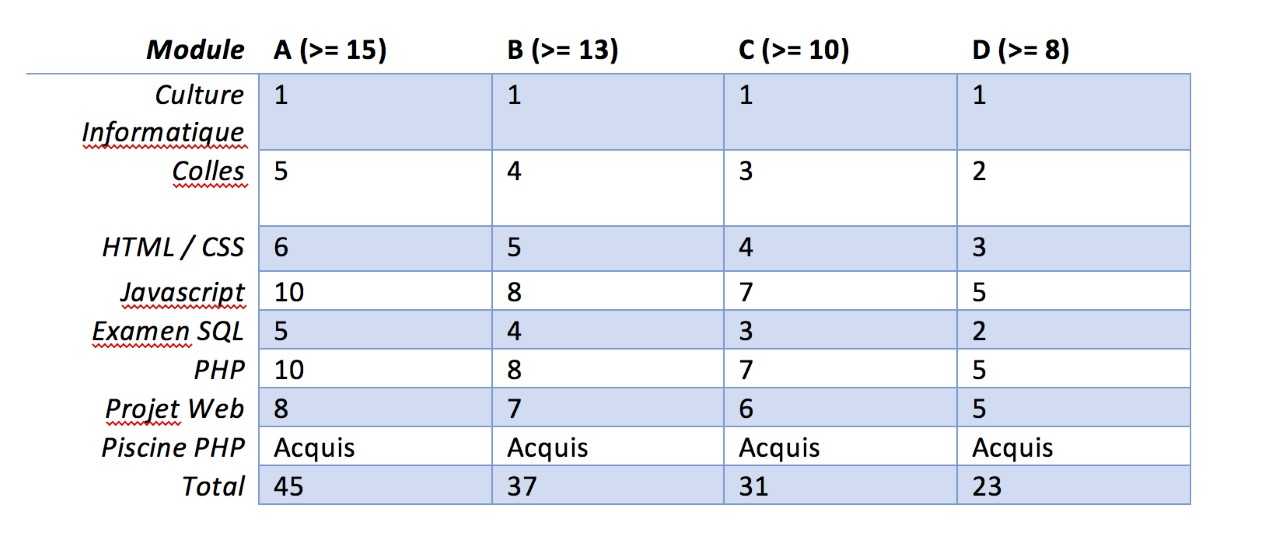 Module A (>= 15) B (>= 13) C (>= 10) D (>= 8)
Culture 1 1 1 1
Informatique
Colles 5 4 3 2
HTML / CSS 6 5 4 3
Javascript 10 8 7 5
Examen SQL 5 4 3 2
PHP 10 8 7 5
Projet Web 8 7 6 5
Piscine PHP Acquis Acquis Acquis Acquis
Total 45 37 31 23